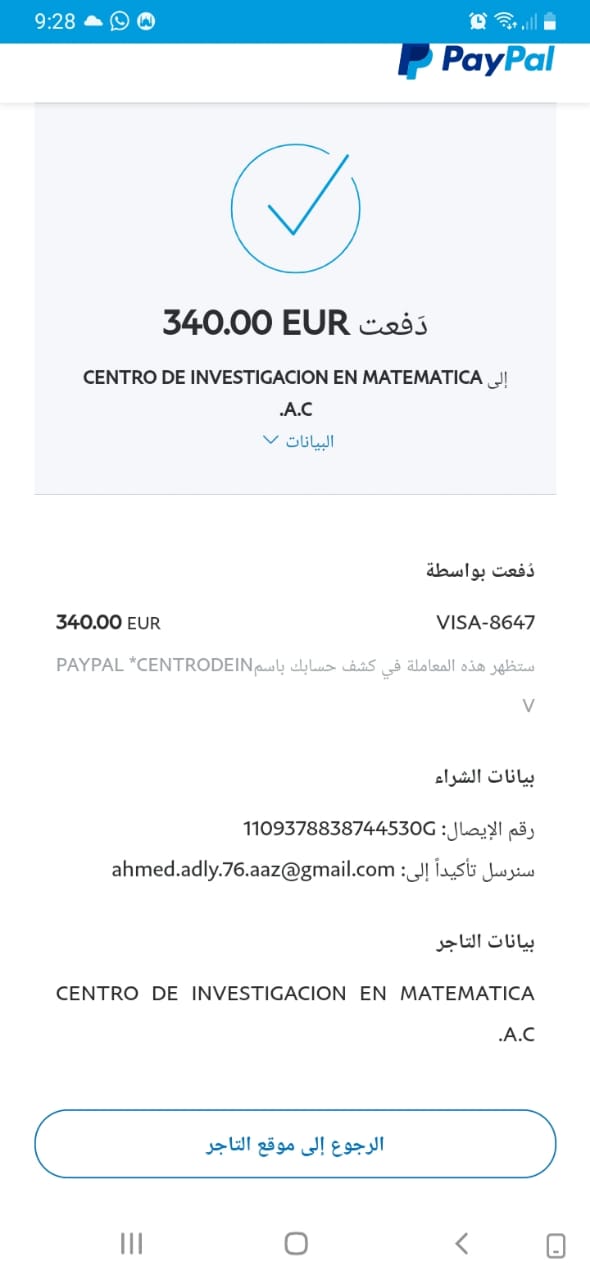 9:28
PayPal
دَفعت 340.00 EUR
إلى CENTRO DE INVESTIGACION EN MATEMATICA
A.C.
البيانات
دُفعت بواسطة
VISA-8647 340.00 EUR
ستظهر هذه المعاملة في كشف حسابك باسم PAYPAL *CENTRODEIN
V
بيانات الشراء
رقم الإيصال: 1109378838744530G
سنرسل تأكيداً إلى: ahmed.adly.76.aaz@gmail.com
بيانات التاجر
CENTRO DE INVESTIGACION EN MATEMATICA
A.C.
الرجوع إلى موقع التاجر